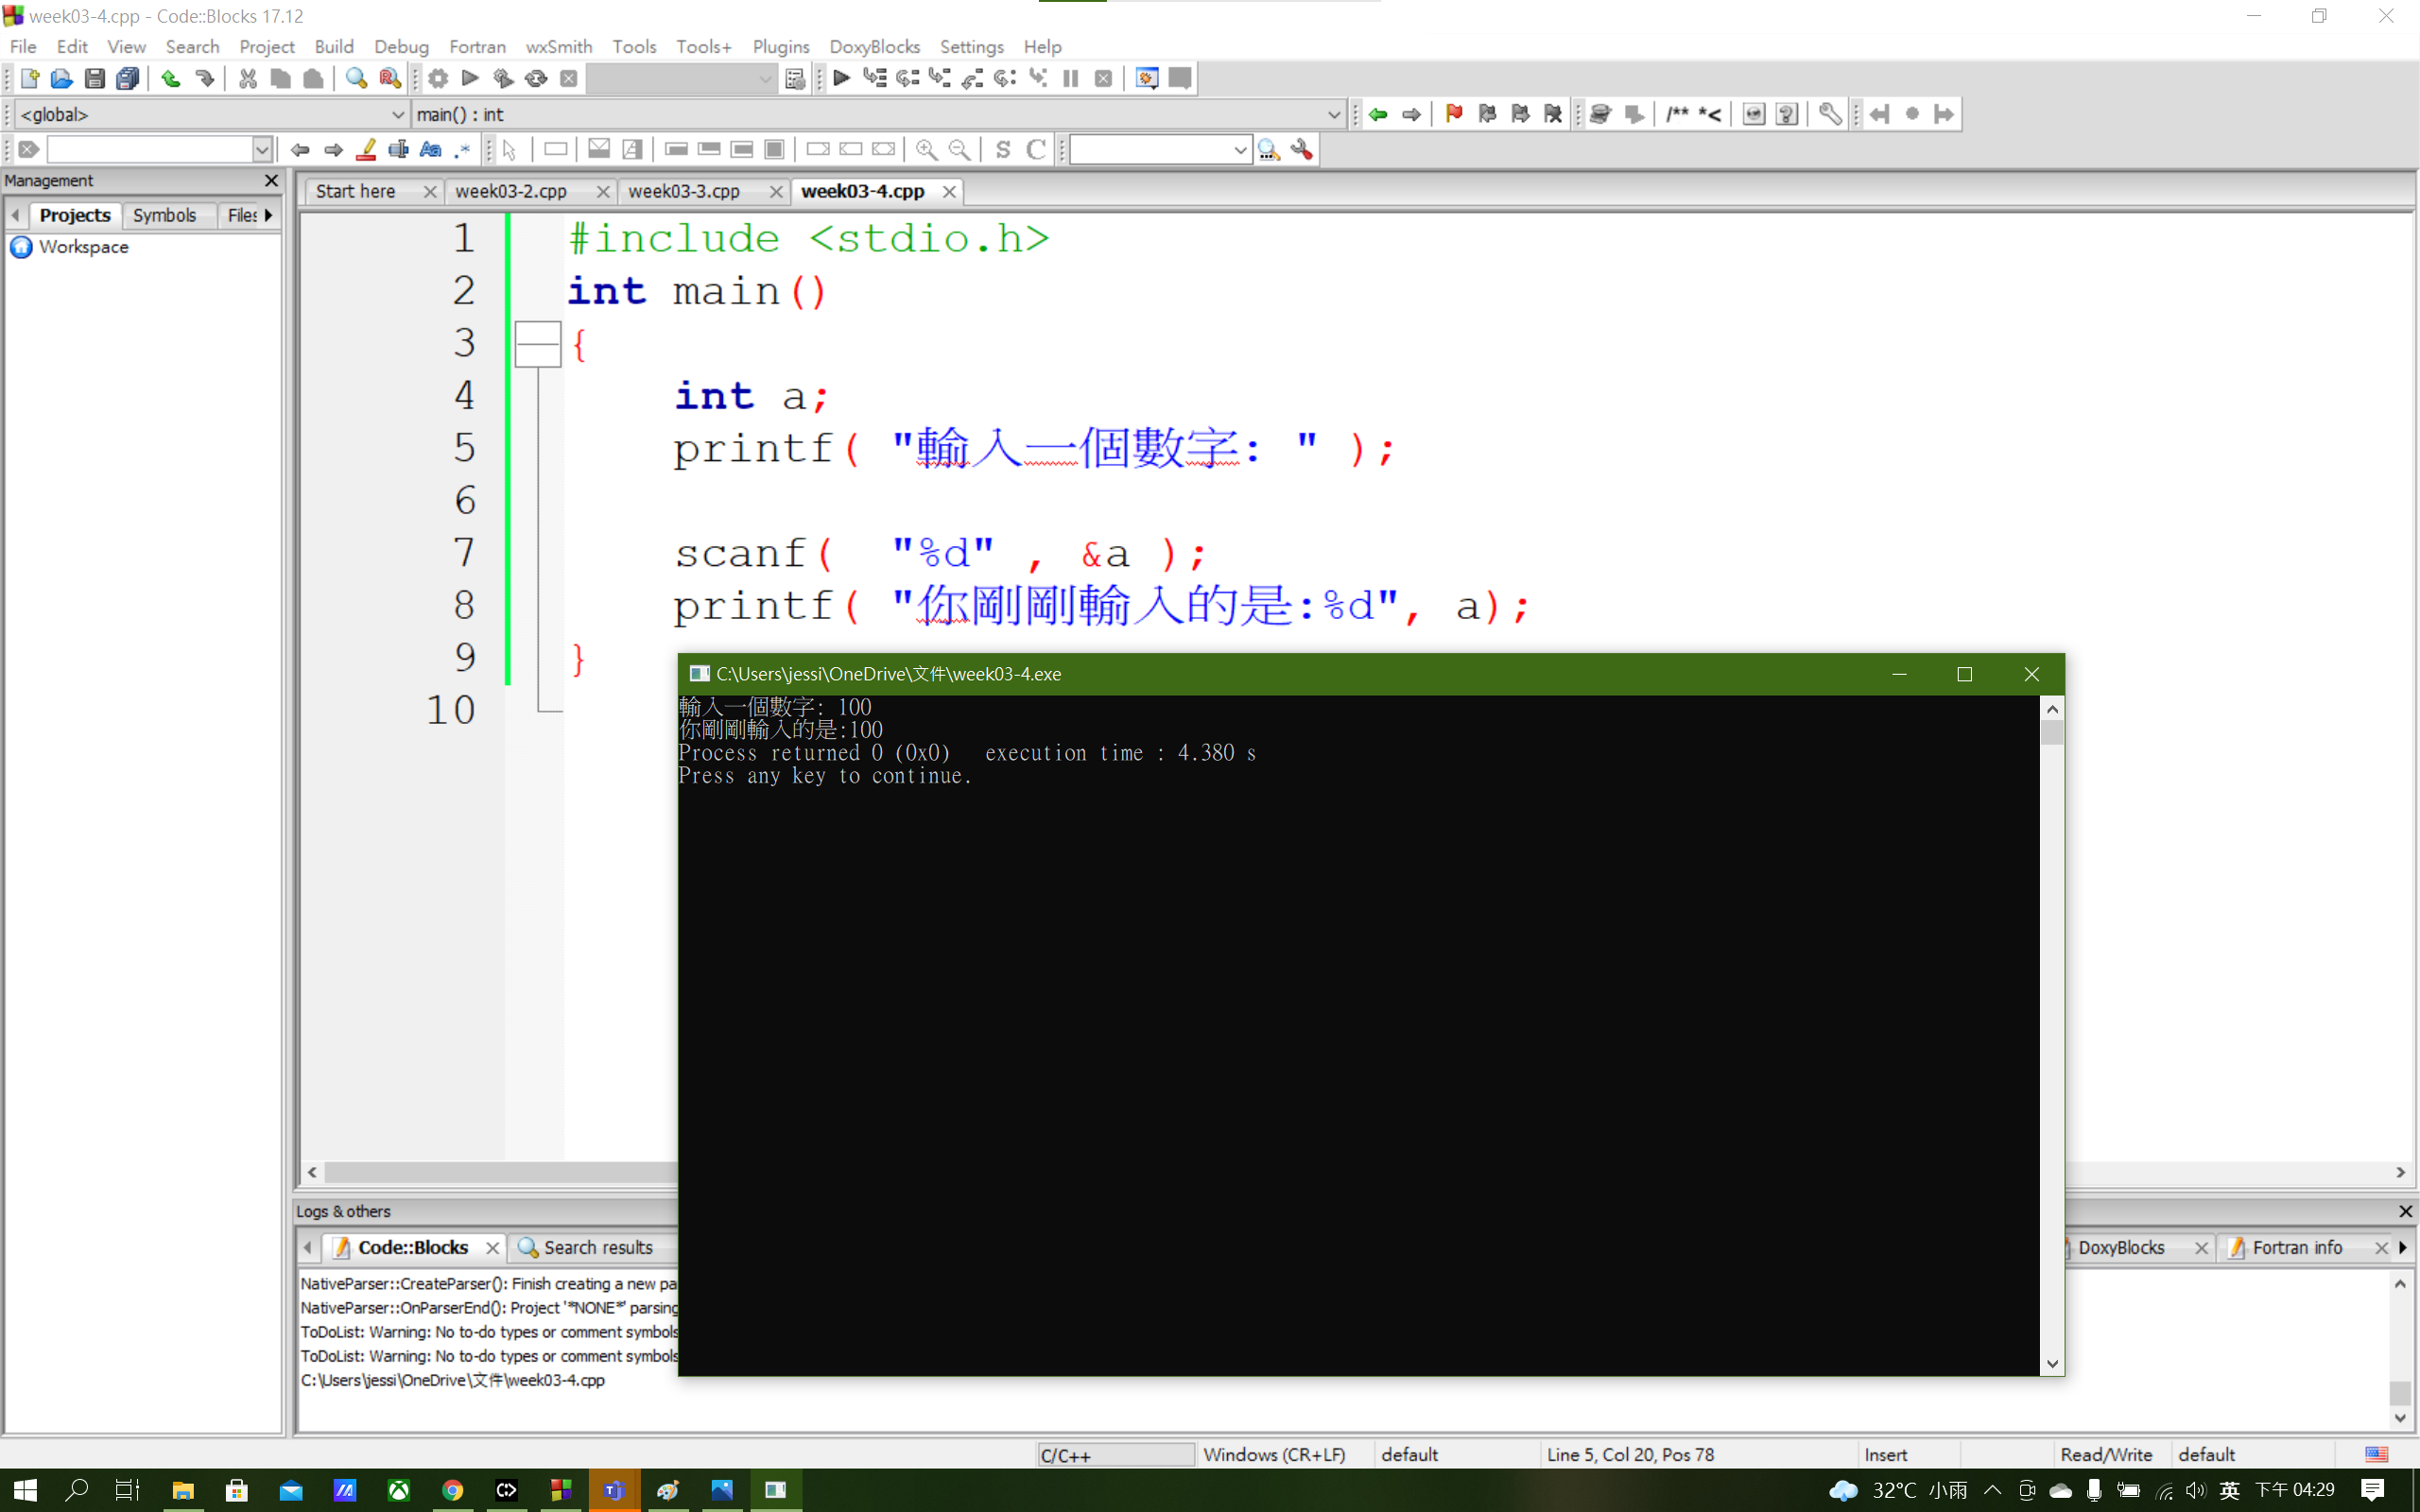 week03-4.cpp - Code::Blocks 17.12
File Edit View Search Project Build Debug Fortran wxSmith Tools Tools+ Plugins DoxyBlocks Settings Help
<global> main() : int
/** *<
S C
Management
Projects Symbols Files
Workspace
Start here week03-2.cpp week03-3.cpp week03-4.cpp
1 #include <stdio.h>
2 int main()
3 {
4 int a;
5 printf( "輸入一個數字: " );
6
7 scanf(  "%d" , &a );
8 printf( "你剛剛輸入的是:%d", a);
9 }
10
C:\Users\jessi\OneDrive\文件\week03-4.exe
輸入一個數字: 100
你剛剛輸入的是:100
Process returned 0 (0x0)   execution time : 4.380 s
Press any key to continue.
Logs & others
Code::Blocks Search results DoxyBlocks Fortran info
NativeParser::CreateParser(): Finish creating a new
NativeParser::OnParserEnd(): Project '*NONE*' parsing
ToDoList: Warning: No to-do types or comment symbols
ToDoList: Warning: No to-do types or comment symbols
C:\Users\jessi\OneDrive\文件\week03-4.cpp
C/C++ Windows (CR+LF) default Line 5, Col 20, Pos 78 Insert Read/Write default
32°C 小雨 英 下午 04:29